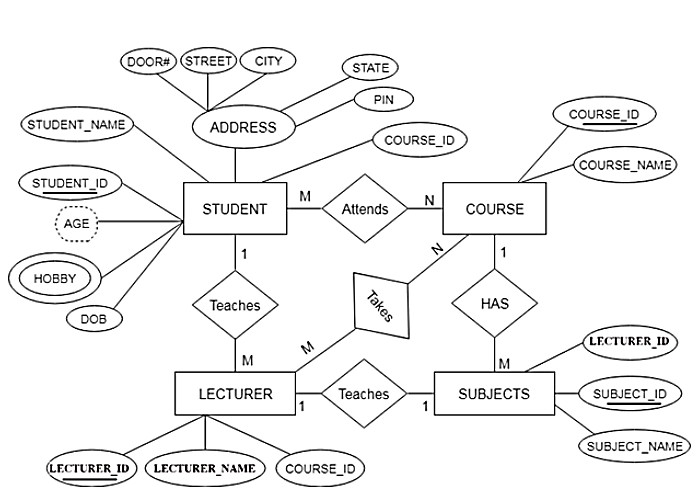 DOOR# STREET CITY
STATE
PIN
STUDENT_NAME
ADDRESS
COURSE_ID
COURSE_ID
STUDENT_ID
COURSE_NAME
STUDENT M Attends N COURSE
AGE
HOBBY
DOB
1
N
1
Teaches
Takes
HAS
M
M
M
LECTURER_ID
LECTURER 1 Teaches 1 SUBJECTS
SUBJECT_ID
SUBJECT_NAME
LECTURER_ID LECTURER_NAME COURSE_ID